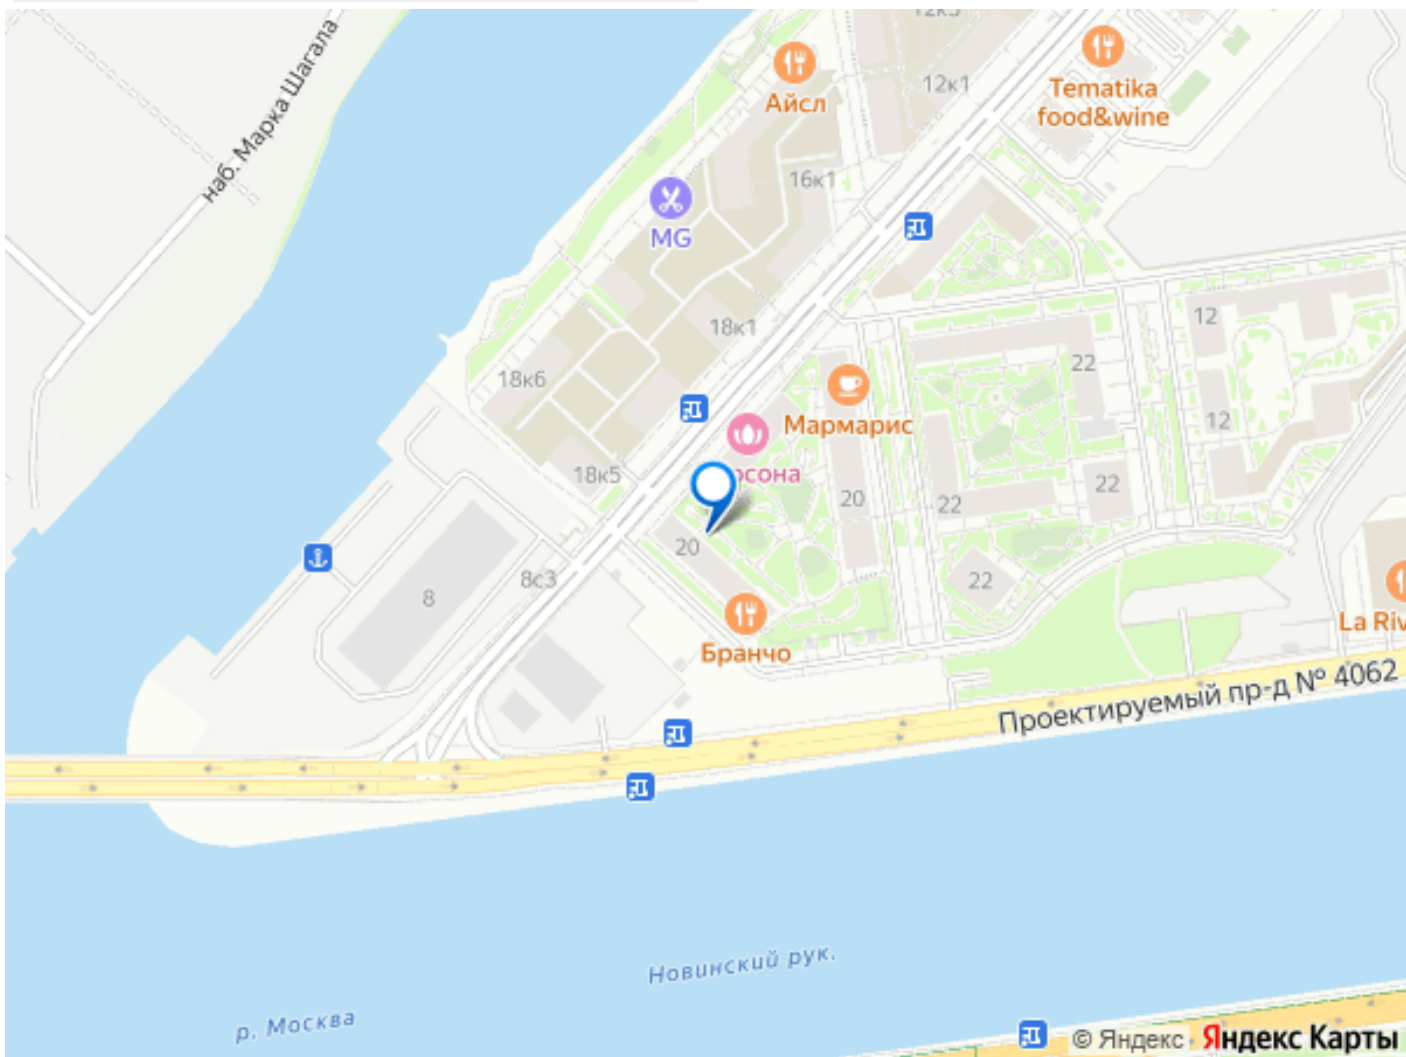 12к3
наб. Марка Шагала
Айсл
12к1
Tematika
food&wine
16к1
MG
18к1
12
18к6
22
Мармарис
12
18к5
20
22
22
20
8с3
8
22
Бранчо
La Riv
Проектируемый пр-д № 4062
Новинский рук.
р. Москва
© Яндекс Яндекс Карты